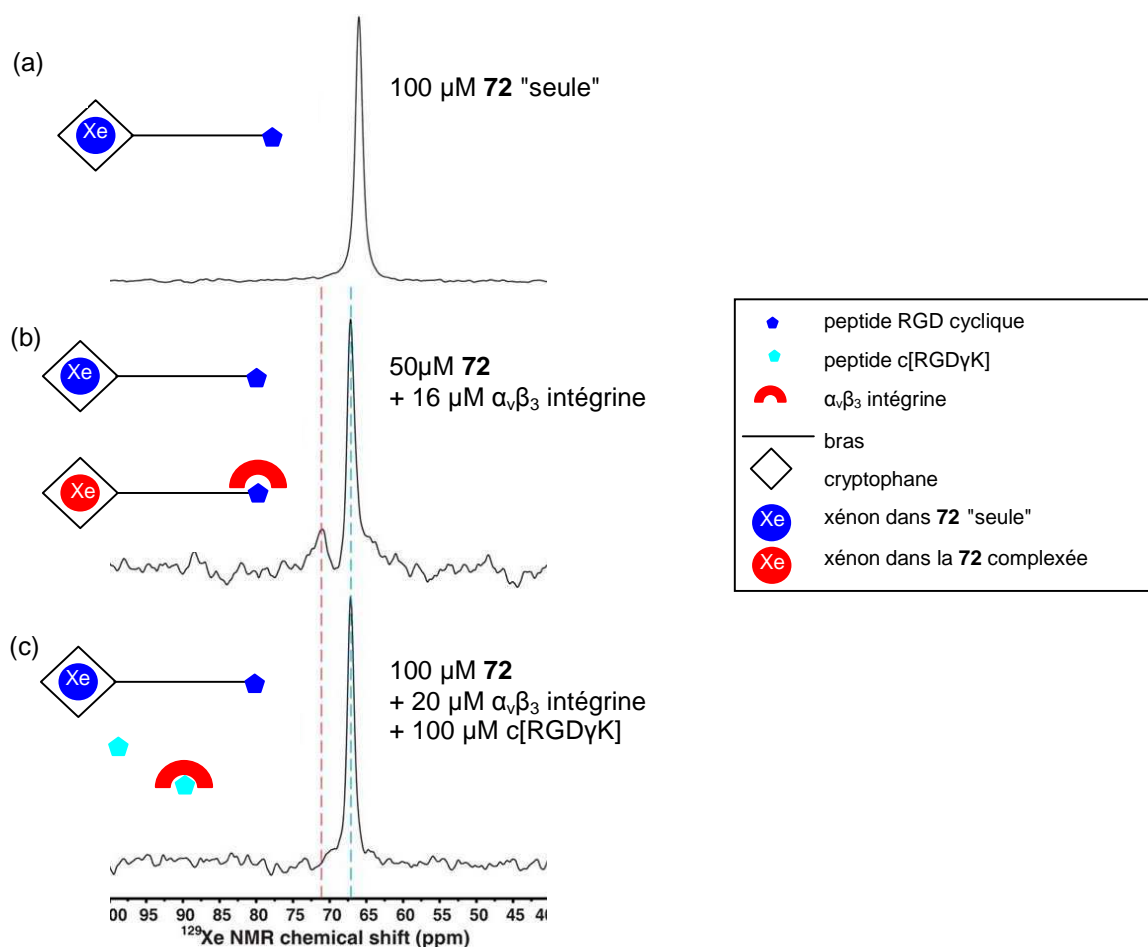 (a)
100 µM 72 "seule"
Xe
(b)
Xe
50µM 72
+ 16 µM αvβ3 intégrine
Xe
(c)
Xe
100 µM 72
+ 20 µM αvβ3 intégrine
+ 100 µM c[RGDγK]
00 95 90 85 80 75 70 65 60 55 50 45 40
129Xe NMR chemical shift (ppm)
peptide RGD cyclique
peptide c[RGDγK]
αvβ3 intégrine
bras
cryptophane
Xe xénon dans 72 "seule"
Xe xénon dans la 72 complexée